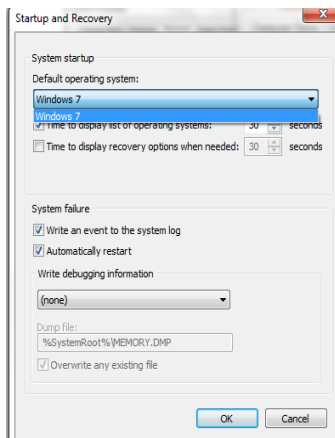 Startup and Recovery
System startup
Default operating system:
Windows 7
Windows 7
Time to display list of operating systems: 30 seconds
Time to display recovery options when needed: 30 seconds
System failure
Write an event to the system log
Automatically restart
Write debugging information
(none)
Dump file:
%SystemRoot%\MEMORY.DMP
Overwrite any existing file
OK Cancel